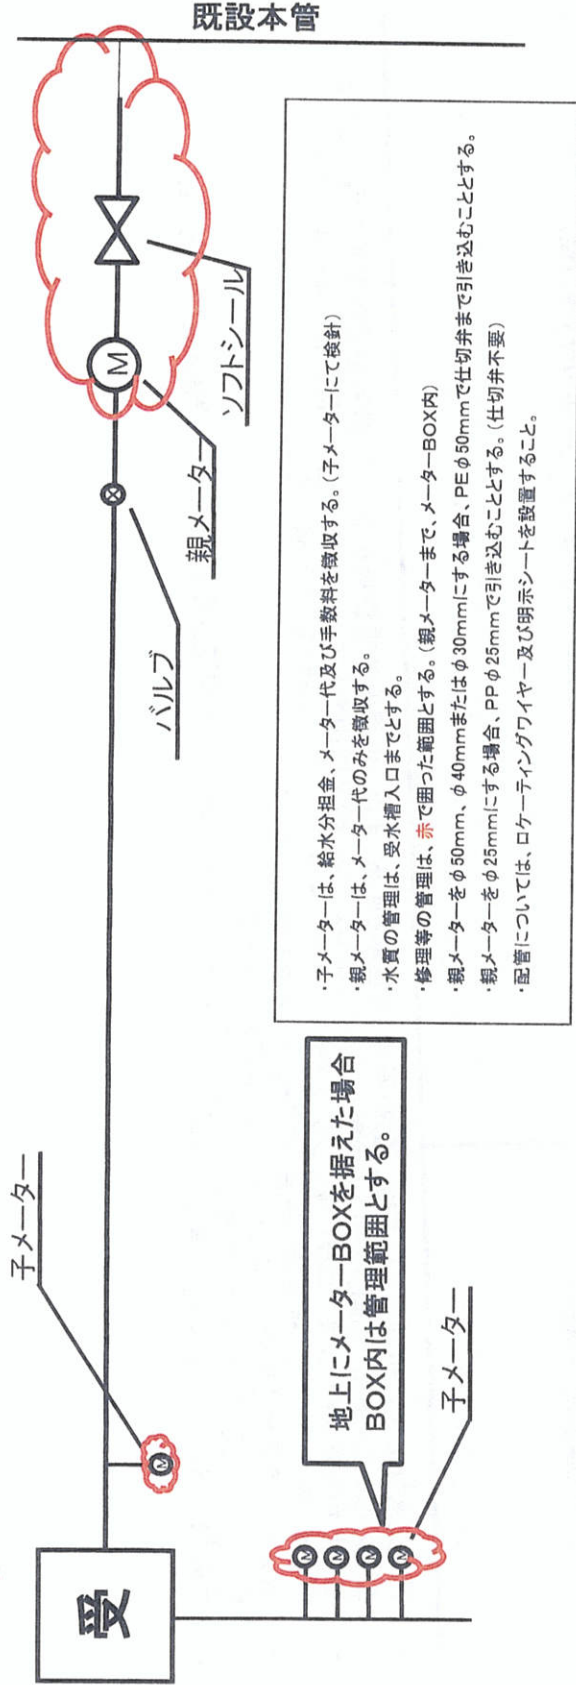 既設本管
ソフトシール
親メーター
バルブ
子メーター
受
地上にメーターBOXを据えた場合
BOX内は管理範囲とする。
子メーター
・子メーターは、給水分担金、メーター代及び手数料を徴収する。(子メーターにて検針)
・親メーターは、メーター代のみを徴収する。
・水質の管理は、受水槽入口までとする。
・修理等の管理は、赤で囲った範囲とする。(親メーターまで、メーターBOX内)
・親メーターをφ50mm、φ40mmまたはφ30mmにする場合、PEφ50mmで仕切弁まで引き込むこととする。
・親メーターをφ25mmにする場合、PPφ25mmで引き込むこととする。(仕切弁不要)
・配管については、ロケーティングワイヤー及び明示シートを設置すること。
M
M
M
M
M
M